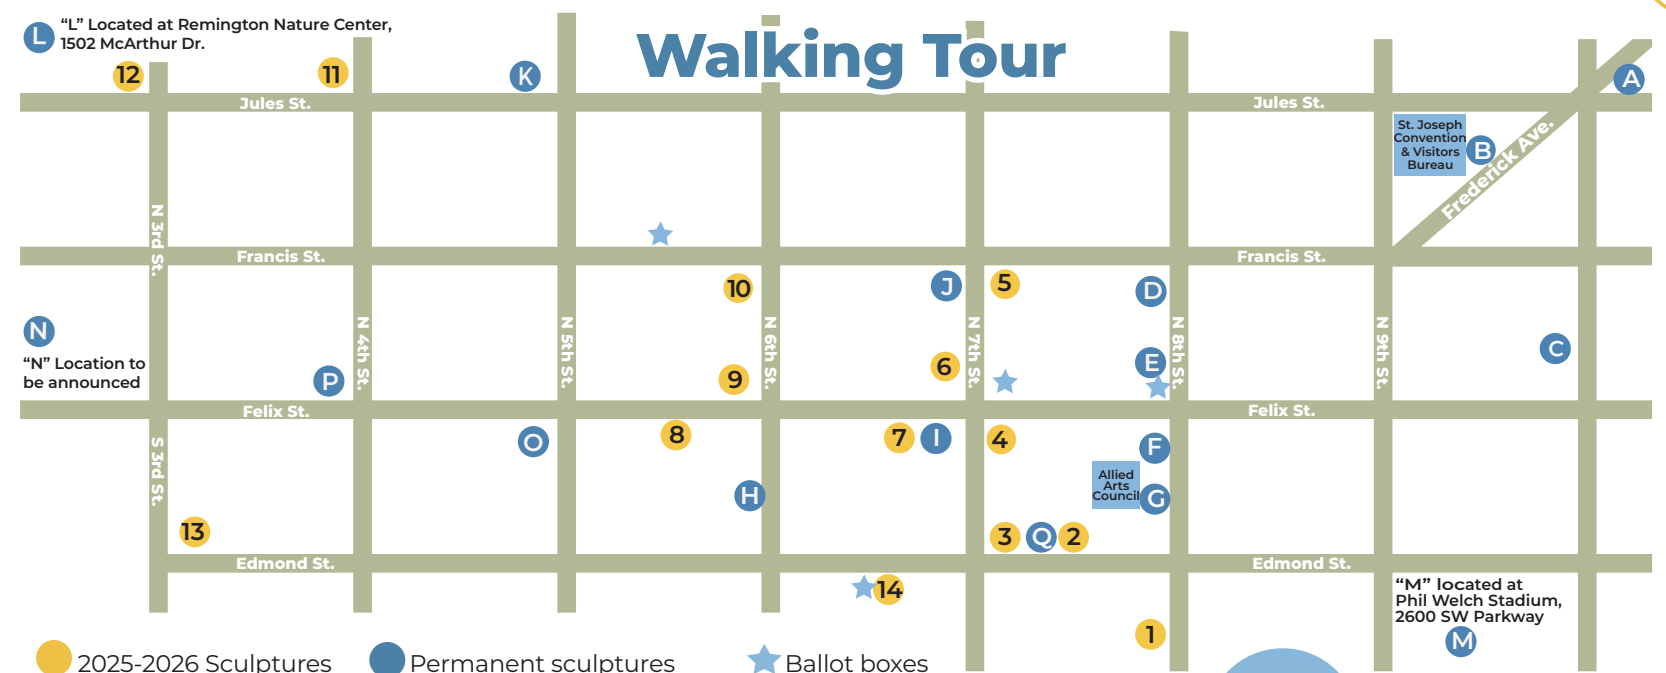 “L” Located at Remington Nature Center,
1502 McArthur Dr.
L
Walking Tour
12
11
K
A
Jules St.
Jules St.
St. Joseph
Convention
& Visitors
Bureau
B
Frederick Ave.
N 3rd St.
Francis St.
Francis St.
10
J
5
D
N
“N” Location to
be announced
N 4th St.
N 5th St.
N 6th St.
N 7th St.
N 8th St.
N 9th St.
C
P
9
6
E
Felix St.
Felix St.
S 3rd St.
O
8
7
I
4
F
Allied
Arts
Council
G
H
13
3
Q
2
Edmond St.
Edmond St.
14
“M” located at
Phil Welch Stadium,
2600 SW Parkway
M
1
2025-2026 Sculptures
Permanent sculptures
Ballot boxes